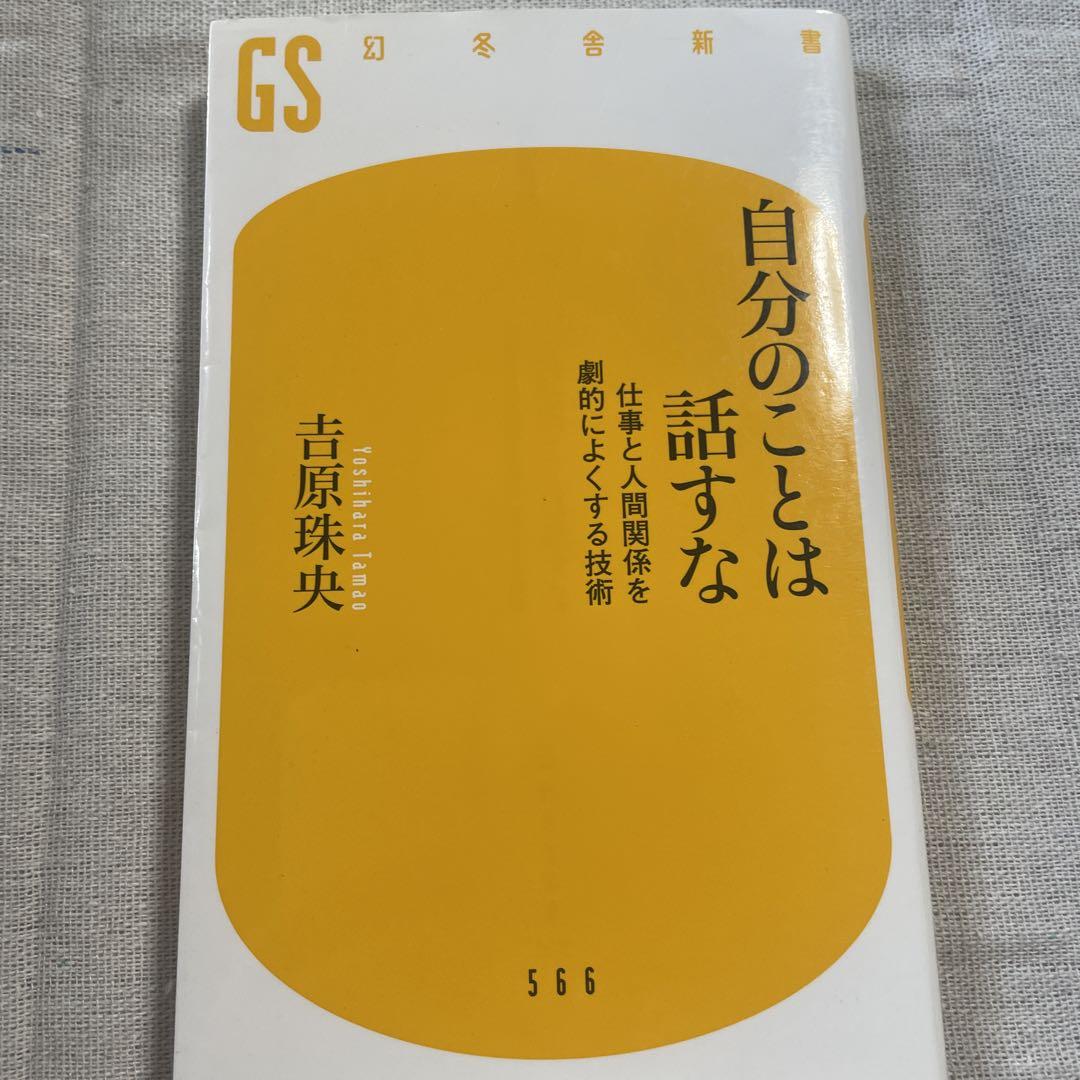 GS
幻冬舎新書
自分のことは
話すな
仕事と人間関係を
劇的によくする技術
吉原珠央
Yoshihara Tamao
566